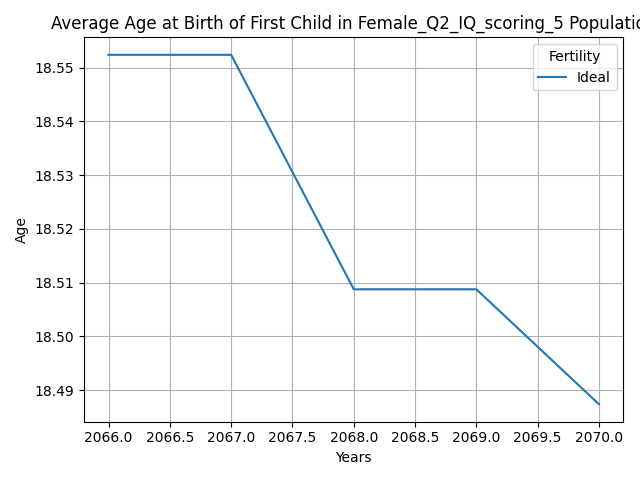 Average Age at Birth of First Child in Female_Q2_IQ_scoring_5 Populatio
Fertility
Ideal
18.55
18.54
18.53
18.52
18.51
18.50
18.49
Age
2066.0 2066.5 2067.0 2067.5 2068.0 2068.5 2069.0 2069.5 2070.0
Years